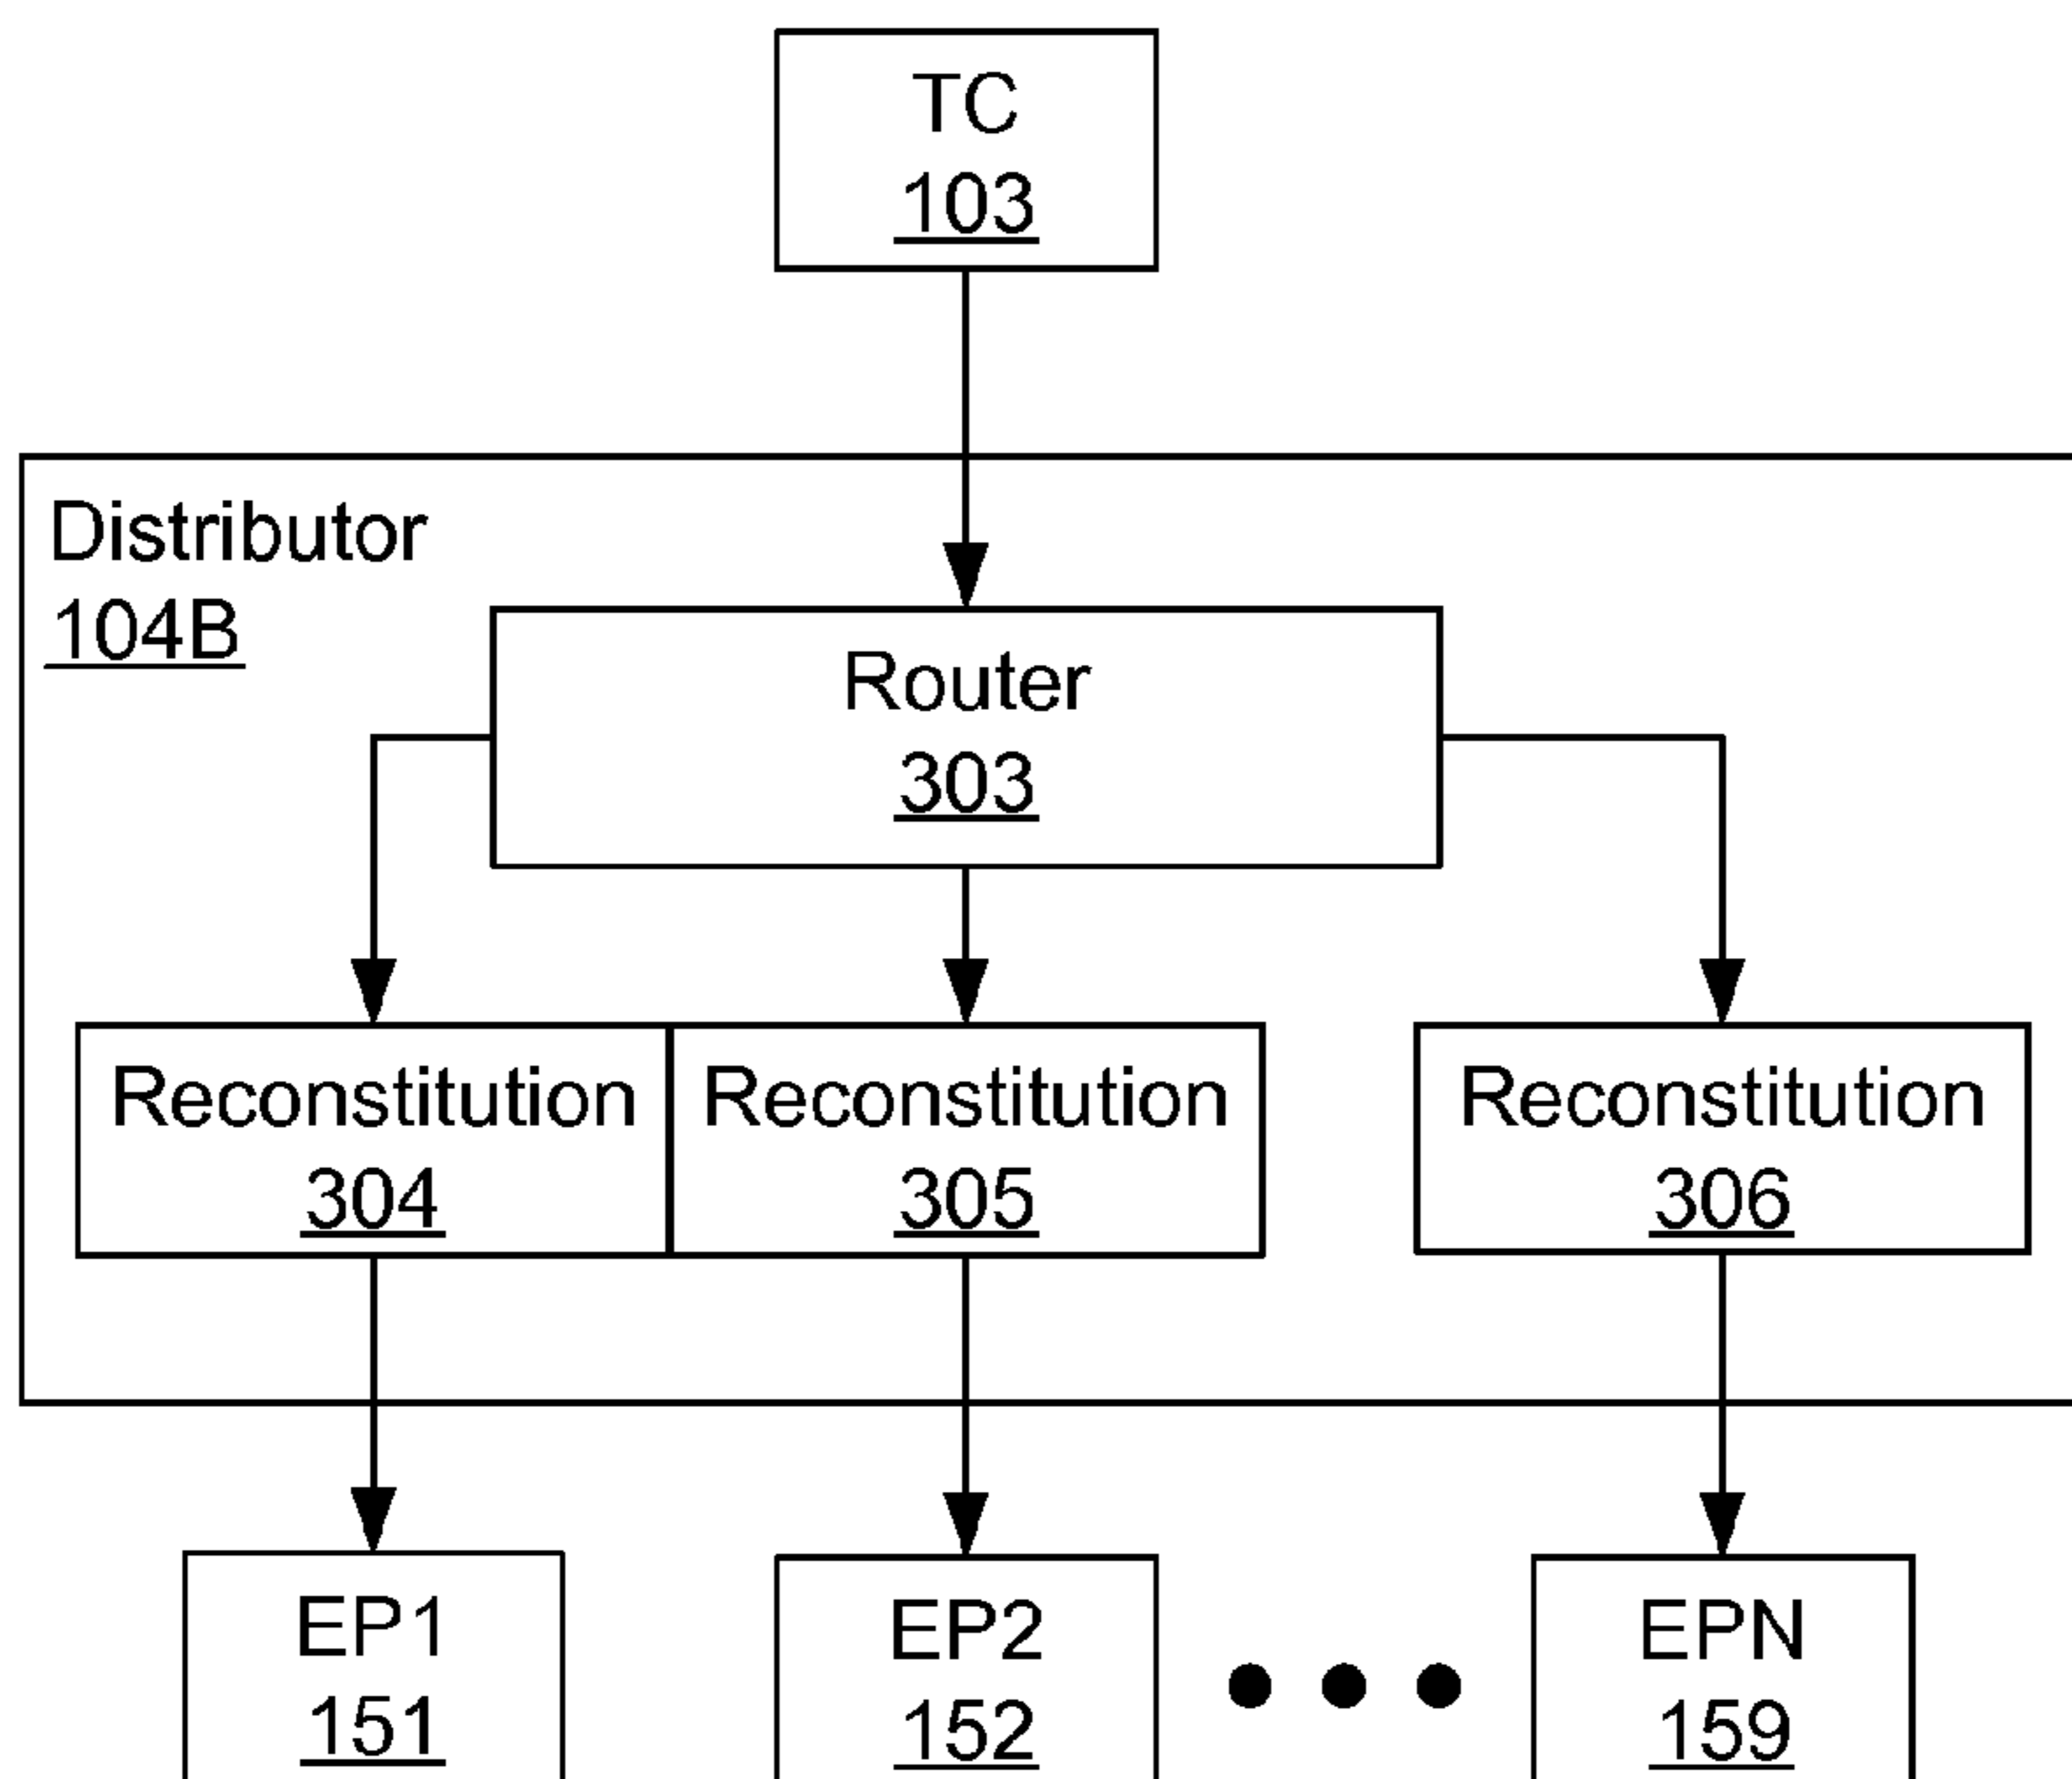 TC
103
Distributor
104B
Router
303
Reconstitution
304
Reconstitution
305
Reconstitution
306
EP1
151
EP2
152
EPN
159